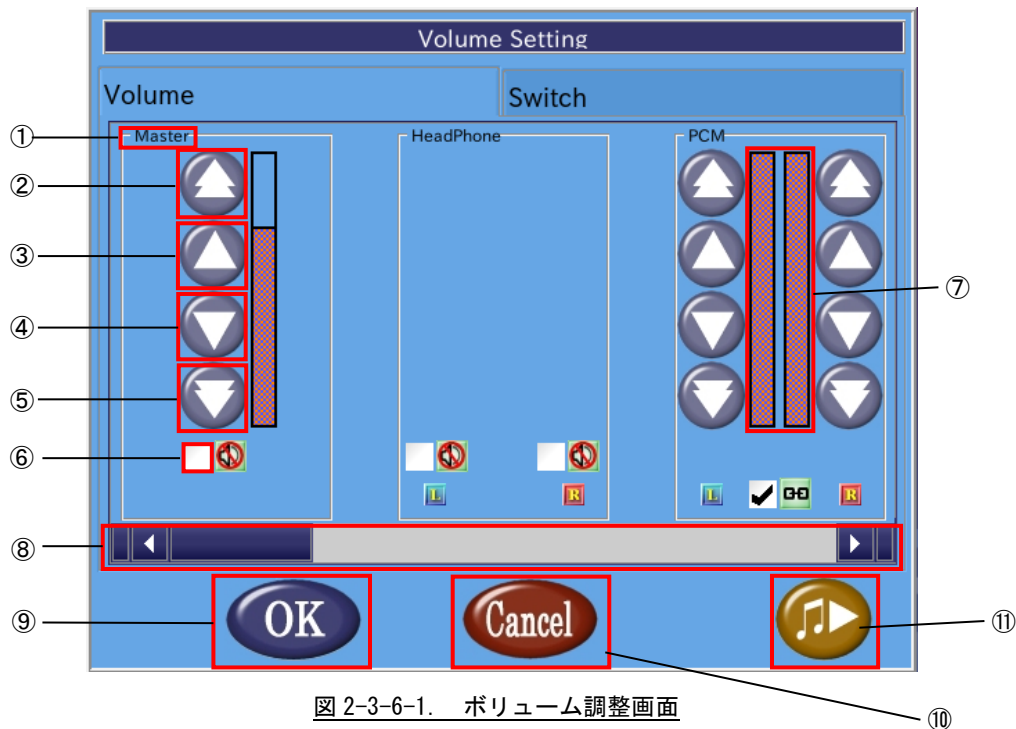 Volume Setting
Volume
Switch
① Master
HeadPhone
PCM
②
③
④
⑦
⑤
⑥
L
R
L
R
⑧
⑨ OK
Cancel
⑪
図 2-3-6-1. ボリューム調整画面
⑩